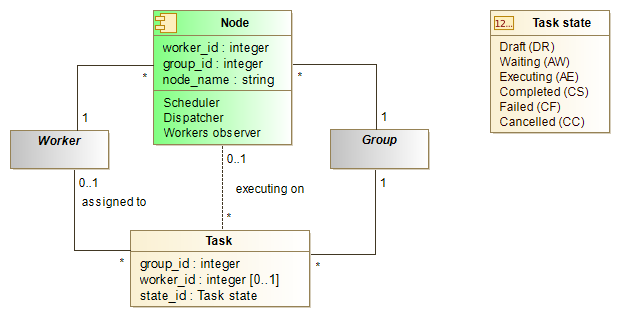 Node
worker_id : integer
group_id : integer
node_name : string
Scheduler
Dispatcher
Workers observer
12...
Task state
Draft (DR)
Waiting (AW)
Executing (AE)
Completed (CS)
Failed (CF)
Cancelled (CC)
*
*
1
1
Worker
Group
0..1
0..1
1
assigned to
executing on
*
*
*
Task
group_id : integer
worker_id : integer [0..1]
state_id : Task state